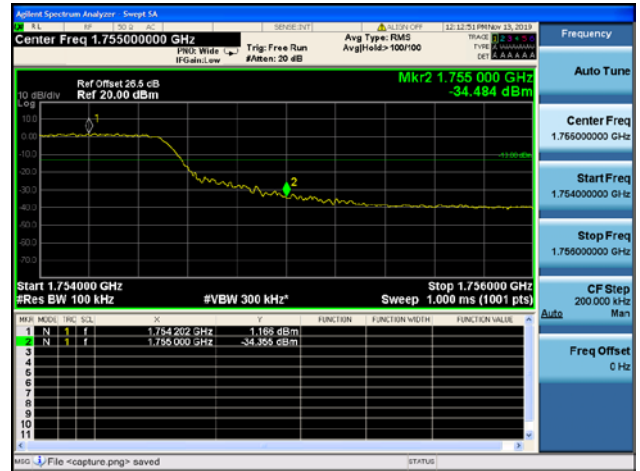 Agilent Spectrum Analyzer - Swept SA
RL RF 50 Ω AC SENSE:INT ALIGN OFF 12:12:51 PM Nov 13, 2019
Center Freq 1.755000000 GHz
PNO: Wide
IFGain:Low
Trig: Free Run
#Atten: 20 dB
Avg Type: RMS
Avg|Hold:> 100/100
TRACE 1 2 3 4 5 6
TYPE A
DET A A A A A A
Frequency
Mkr2 1.755 000 GHz
-34.484 dBm
Ref Offset 26.5 dB
10 dB/div Ref 20.00 dBm
Log
10.0
0.00
-10.0
-20.0
-30.0
-40.0
-50.0
-60.0
-70.0
1
2
-13.00 dBm
Start 1.754000 GHz Stop 1.756000 GHz
#Res BW 100 kHz #VBW 300 kHz* Sweep 1.000 ms (1001 pts)
MKR MODE TRC SCL X Y FUNCTION FUNCTION WIDTH FUNCTION VALUE
1 N 1 f 1.754 202 GHz 1.166 dBm
2 N 1 f 1.755 000 GHz -34.355 dBm
3
4
5
6
7
8
9
10
11
Auto Tune
Center Freq
1.755000000 GHz
Start Freq
1.754000000 GHz
Stop Freq
1.756000000 GHz
CF Step
200.000 kHz
Auto Man
Freq Offset
0 Hz
MSG File <capture.png> saved STATUS